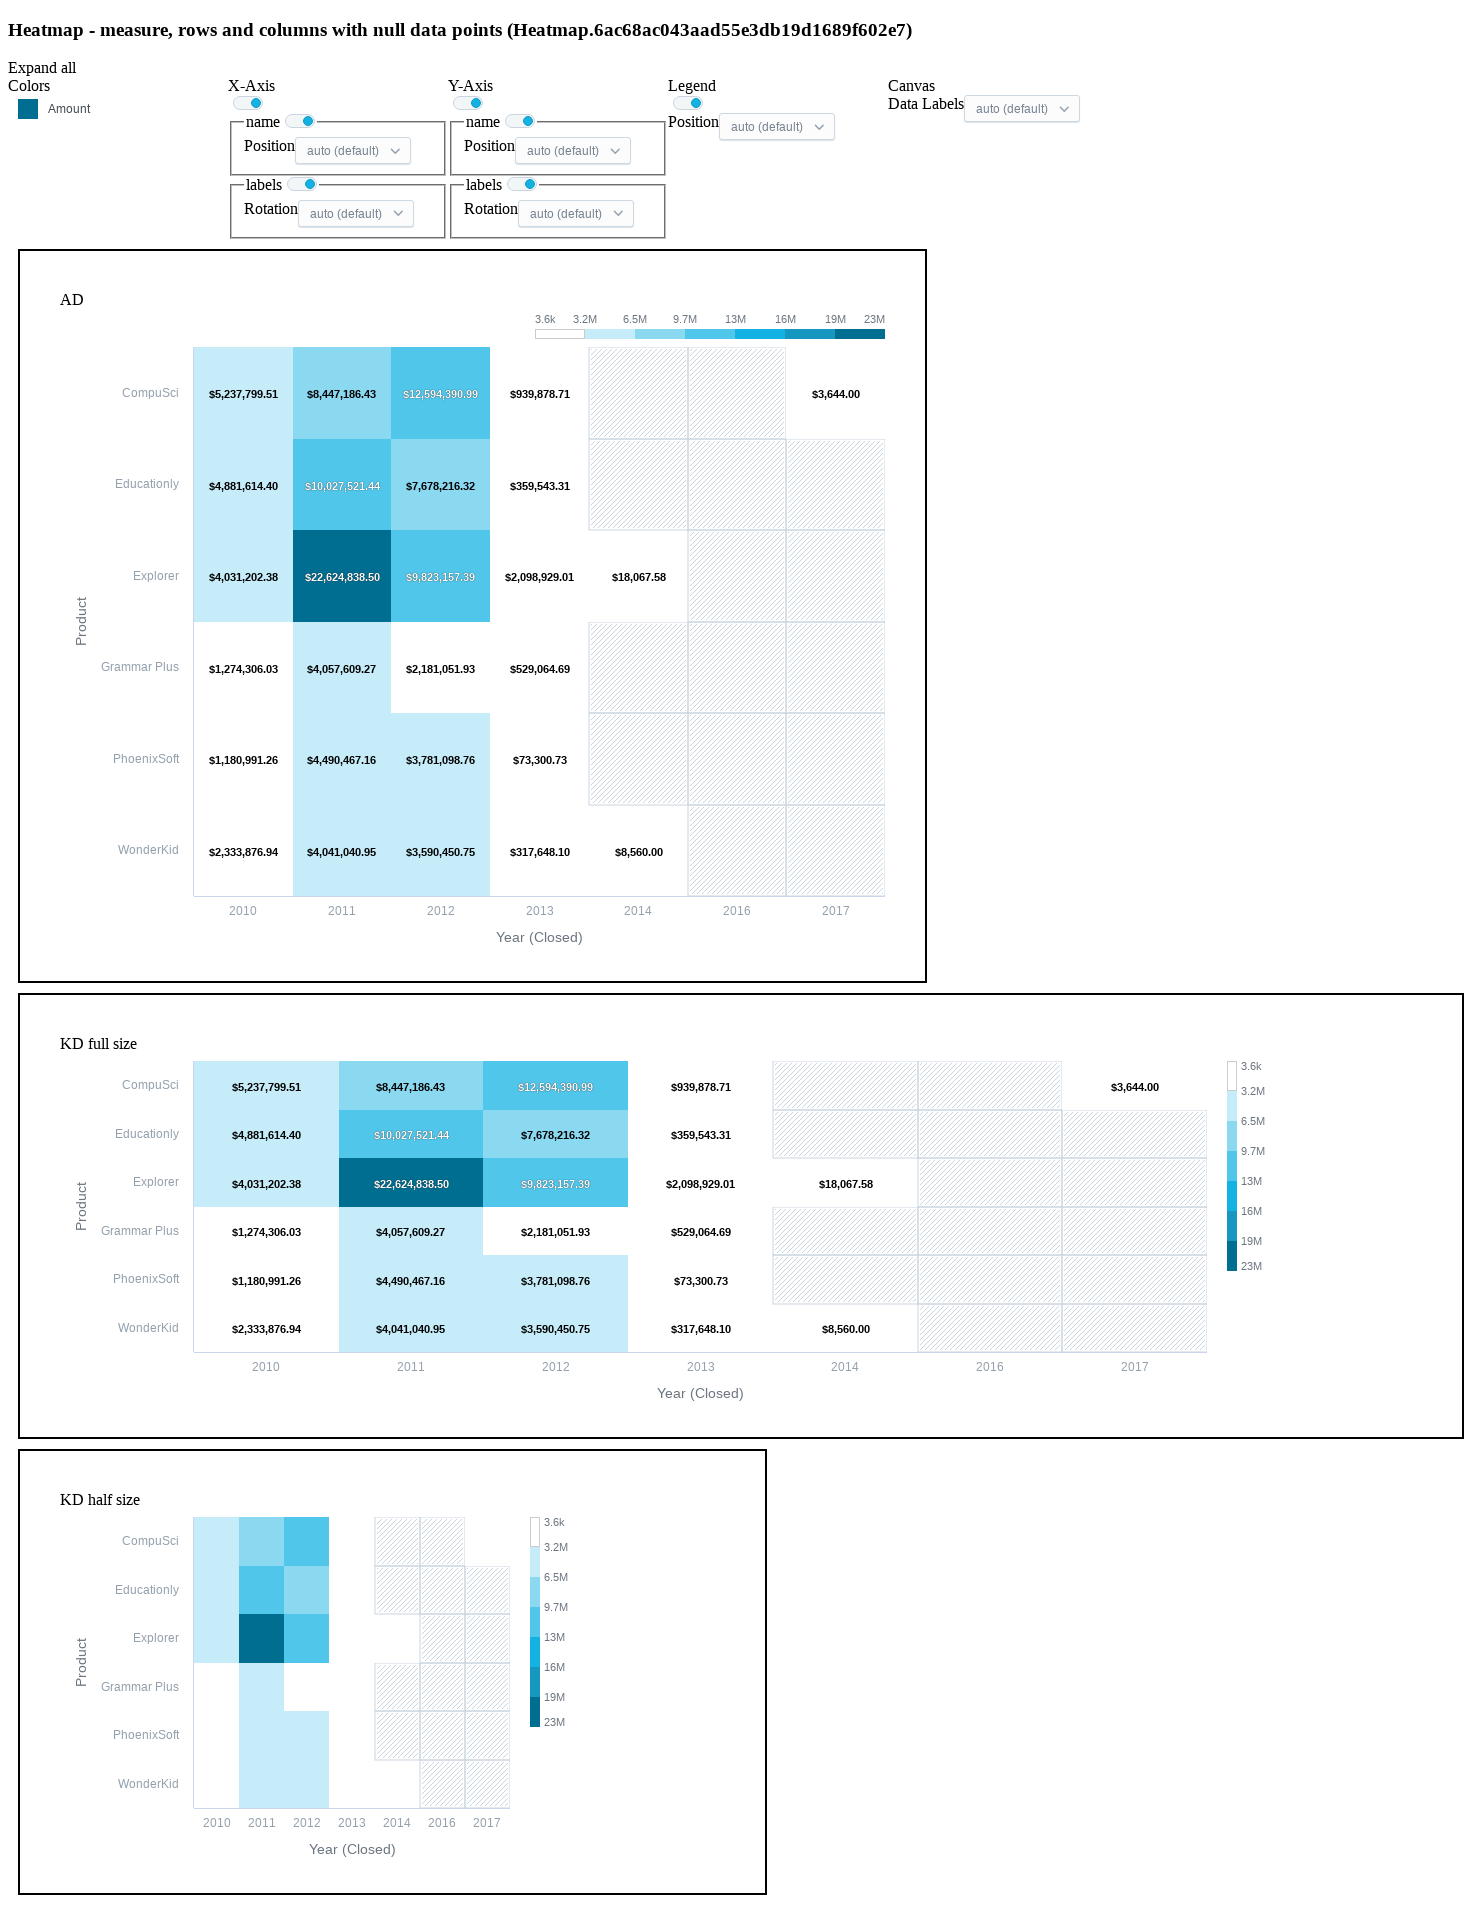 Heatmap - measure, rows and columns with null data points (Heatmap.6ac68ac043aad55e3db19d1689f602e7)
Expand all
Colors
Amount
X-Axis
name
Position auto (default)
labels
Rotation auto (default)
Y-Axis
name
Position auto (default)
labels
Rotation auto (default)
Legend
Position auto (default)
Canvas
Data Labels auto (default)
AD
3.6k 3.2M 6.5M 9.7M 13M 16M 19M 23M
Product
CompuSci $5,237,799.51 $8,447,186.43 $12,594,390.99 $939,878.71 $3,644.00
Educationly $4,881,614.40 $10,027,521.44 $7,678,216.32 $359,543.31
Explorer $4,031,202.38 $22,624,838.50 $9,823,157.39 $2,098,929.01 $18,067.58
Grammar Plus $1,274,306.03 $4,057,609.27 $2,181,051.93 $529,064.69
PhoenixSoft $1,180,991.26 $4,490,467.16 $3,781,098.76 $73,300.73
WonderKid $2,333,876.94 $4,041,040.95 $3,590,450.75 $317,648.10 $8,560.00
2010 2011 2012 2013 2014 2016 2017
Year (Closed)
KD full size
Product
CompuSci $5,237,799.51 $8,447,186.43 $12,594,390.99 $939,878.71 $3,644.00
Educationly $4,881,614.40 $10,027,521.44 $7,678,216.32 $359,543.31
Explorer $4,031,202.38 $22,624,838.50 $9,823,157.39 $2,098,929.01 $18,067.58
Grammar Plus $1,274,306.03 $4,057,609.27 $2,181,051.93 $529,064.69
PhoenixSoft $1,180,991.26 $4,490,467.16 $3,781,098.76 $73,300.73
WonderKid $2,333,876.94 $4,041,040.95 $3,590,450.75 $317,648.10 $8,560.00
2010 2011 2012 2013 2014 2016 2017
Year (Closed)
3.6k
3.2M
6.5M
9.7M
13M
16M
19M
23M
KD half size
Product
CompuSci
Educationly
Explorer
Grammar Plus
PhoenixSoft
WonderKid
2010 2011 2012 2013 2014 2016 2017
Year (Closed)
3.6k
3.2M
6.5M
9.7M
13M
16M
19M
23M